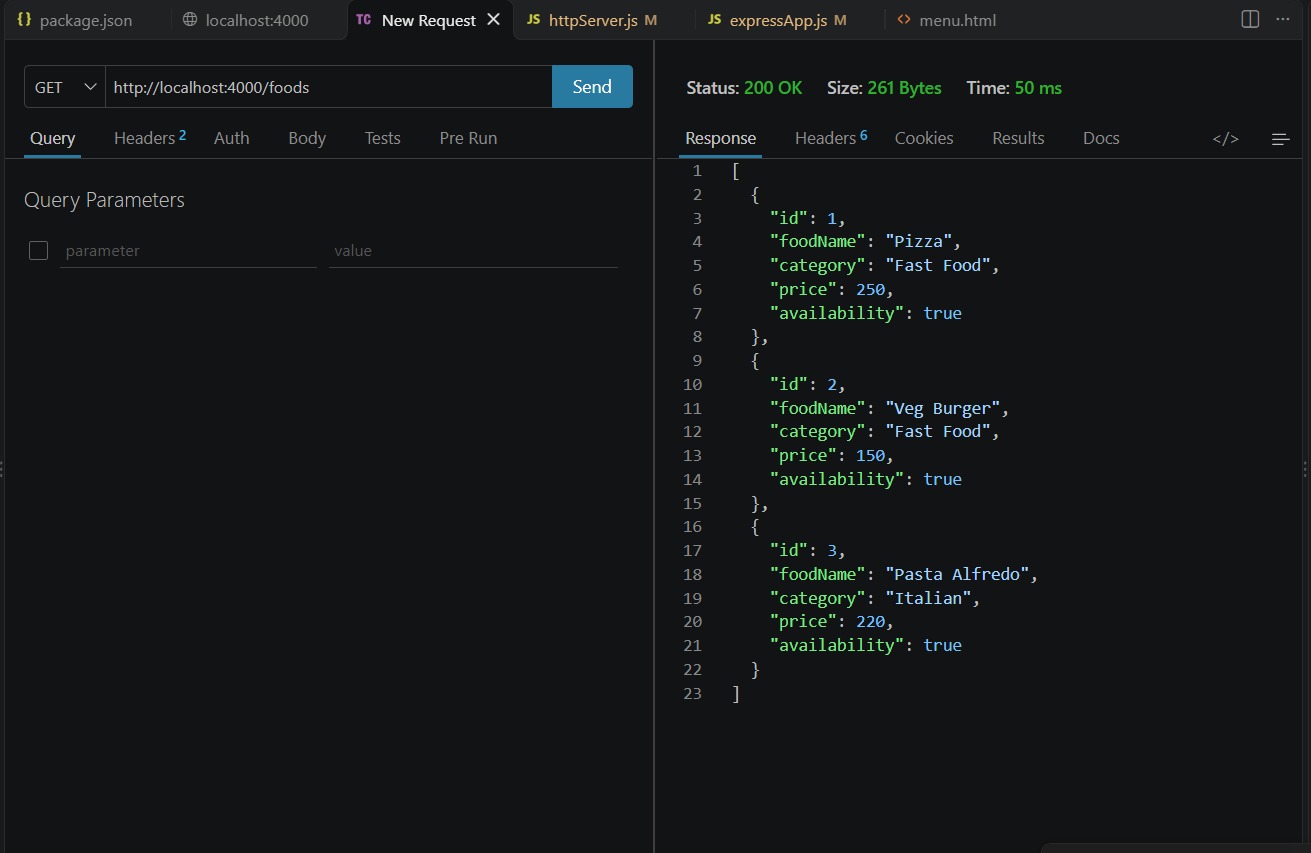 {} package.json localhost:4000 TC New Request JS httpServer.js M JS expressApp.js M <> menu.html ···
GET http://localhost:4000/foods Send
Query Headers 2 Auth Body Tests Pre Run
Query Parameters
parameter value
Status: 200 OK Size: 261 Bytes Time: 50 ms
Response Headers 6 Cookies Results Docs </>
1 [
2 {
3 "id": 1,
4 "foodName": "Pizza",
5 "category": "Fast Food",
6 "price": 250,
7 "availability": true
8 },
9 {
10 "id": 2,
11 "foodName": "Veg Burger",
12 "category": "Fast Food",
13 "price": 150,
14 "availability": true
15 },
16 {
17 "id": 3,
18 "foodName": "Pasta Alfredo",
19 "category": "Italian",
20 "price": 220,
21 "availability": true
22 }
23 ]